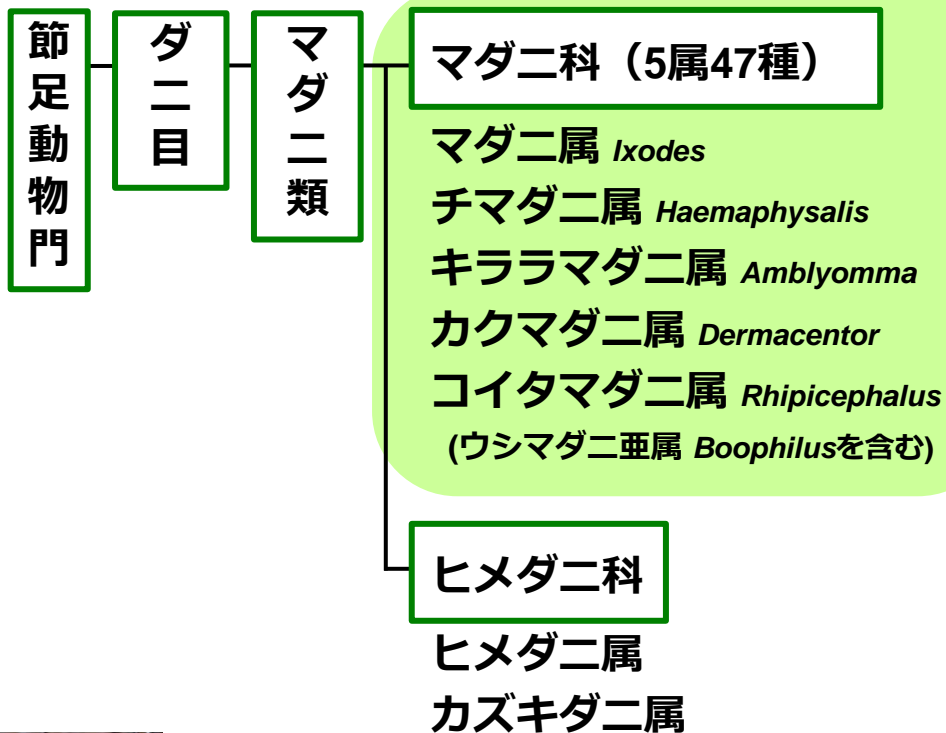 節足動物門
ダニ目
マダニ類
マダニ科（5属47種）
マダニ属 Ixodes
チマダニ属 Haemaphysalis
キララマダニ属 Amblyomma
カクマダニ属 Dermacentor
コイタマダニ属 Rhipicephalus
(ウシマダニ亜属 Boophilusを含む)
ヒメダニ科
ヒメダニ属
カズキダニ属